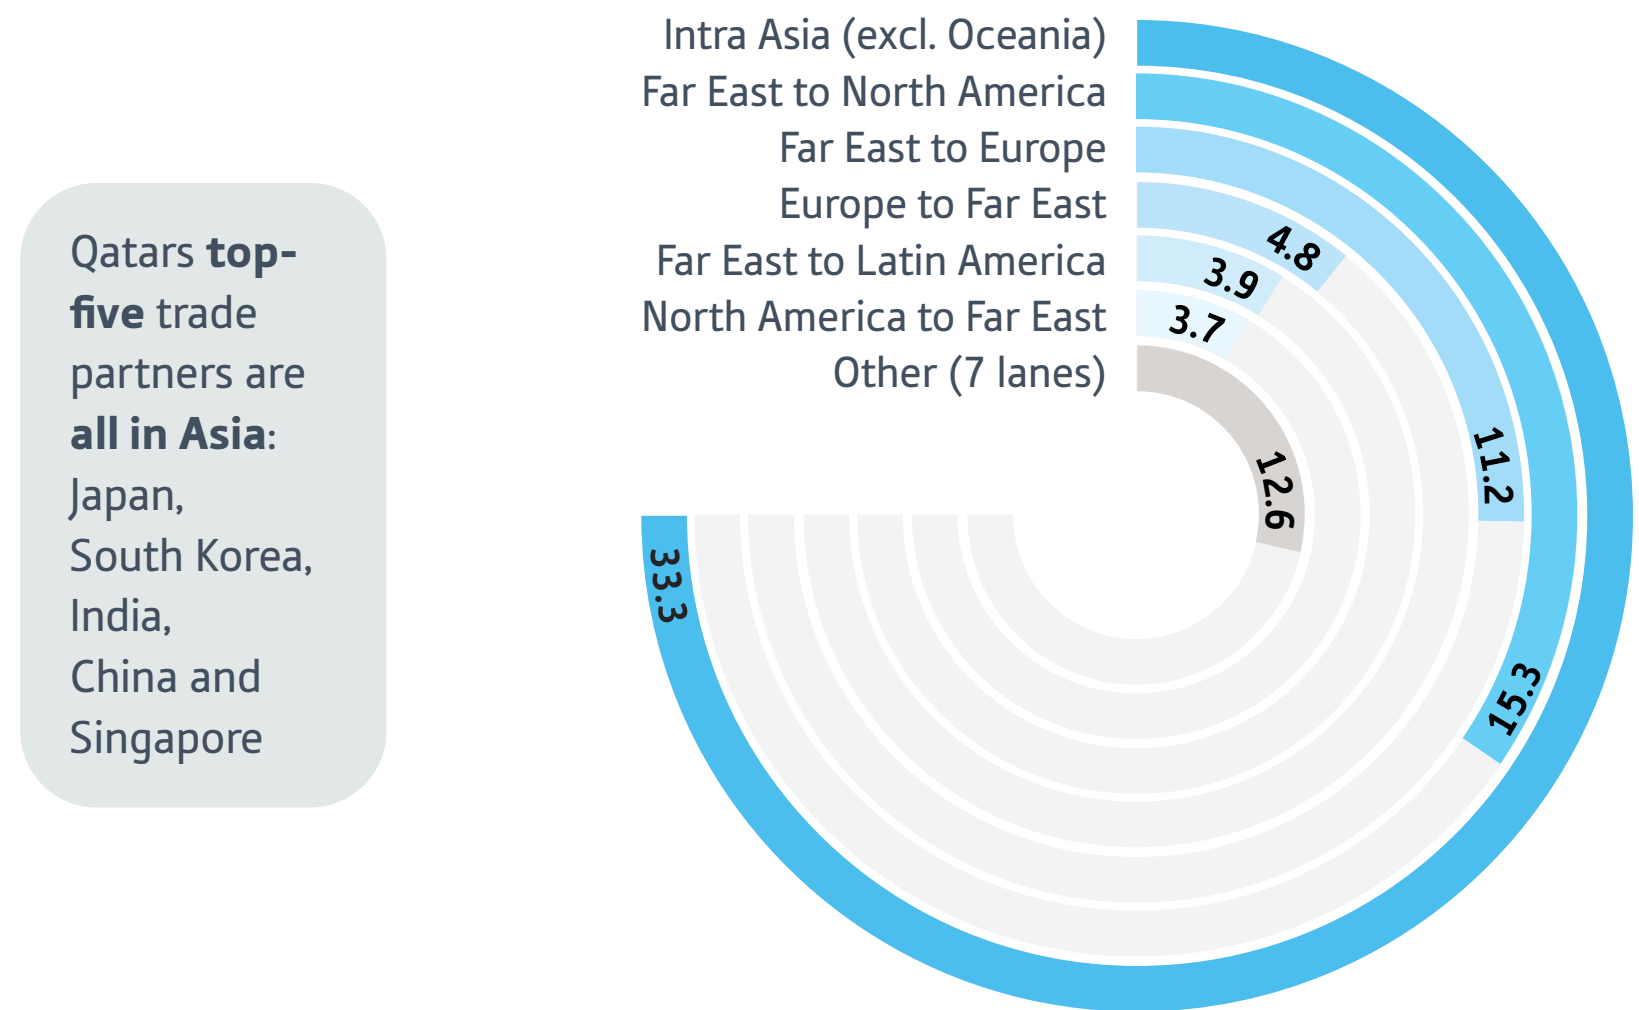 Qatars top-
five trade
partners are
all in Asia:
Japan,
South Korea,
India,
China and
Singapore
Intra Asia (excl. Oceania)
Far East to North America
Far East to Europe
Europe to Far East
Far East to Latin America
North America to Far East
Other (7 lanes)
33.3
15.3
11.2
4.8
3.9
3.7
12.6